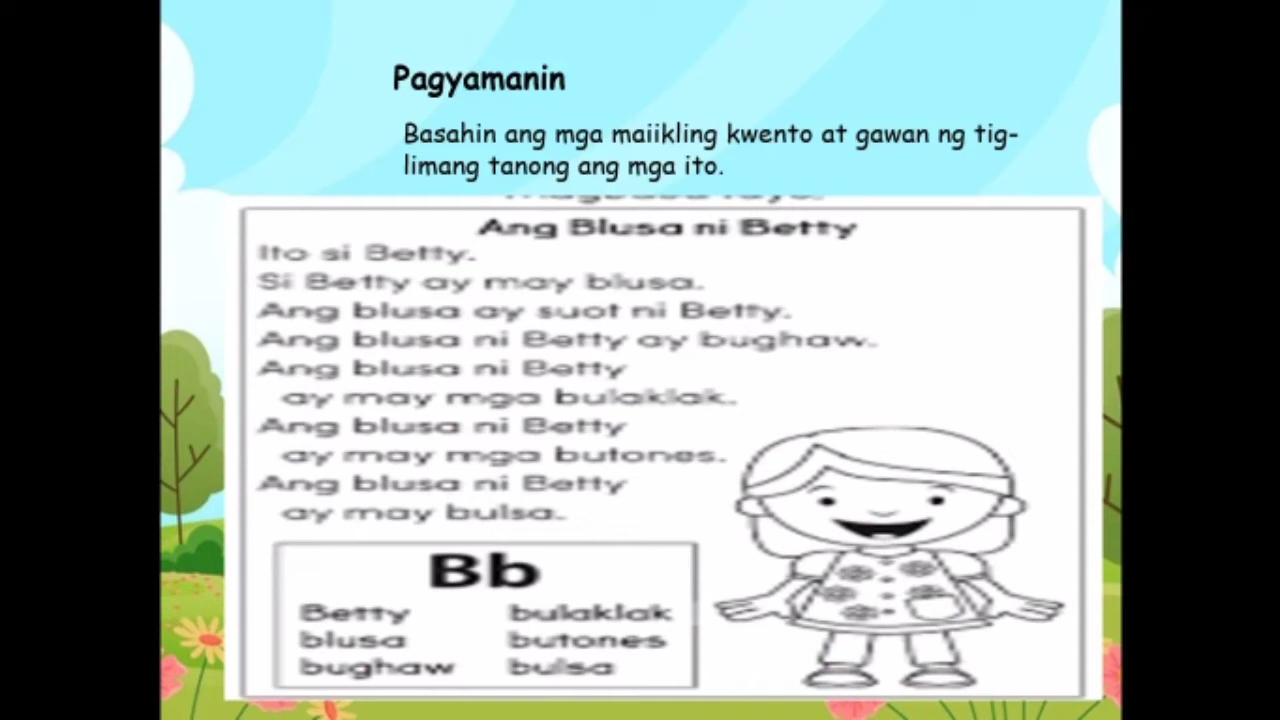 Pagyamanin
Basahin ang mga maiikling kwento at gawan ng tig-
limang tanong ang mga ito.
Ang Blusa ni Betty
Ito si Betty.
Si Betty ay may blusa.
Ang blusa ay suot ni Betty.
Ang blusa ni Betty ay bughaw.
Ang blusa ni Betty
ay may mga bulaklak.
Ang blusa ni Betty
ay may mga butones.
Ang blusa ni Betty
ay may bulsa.
Bb
Betty bulaklak
blusa butones
bughaw bulsa